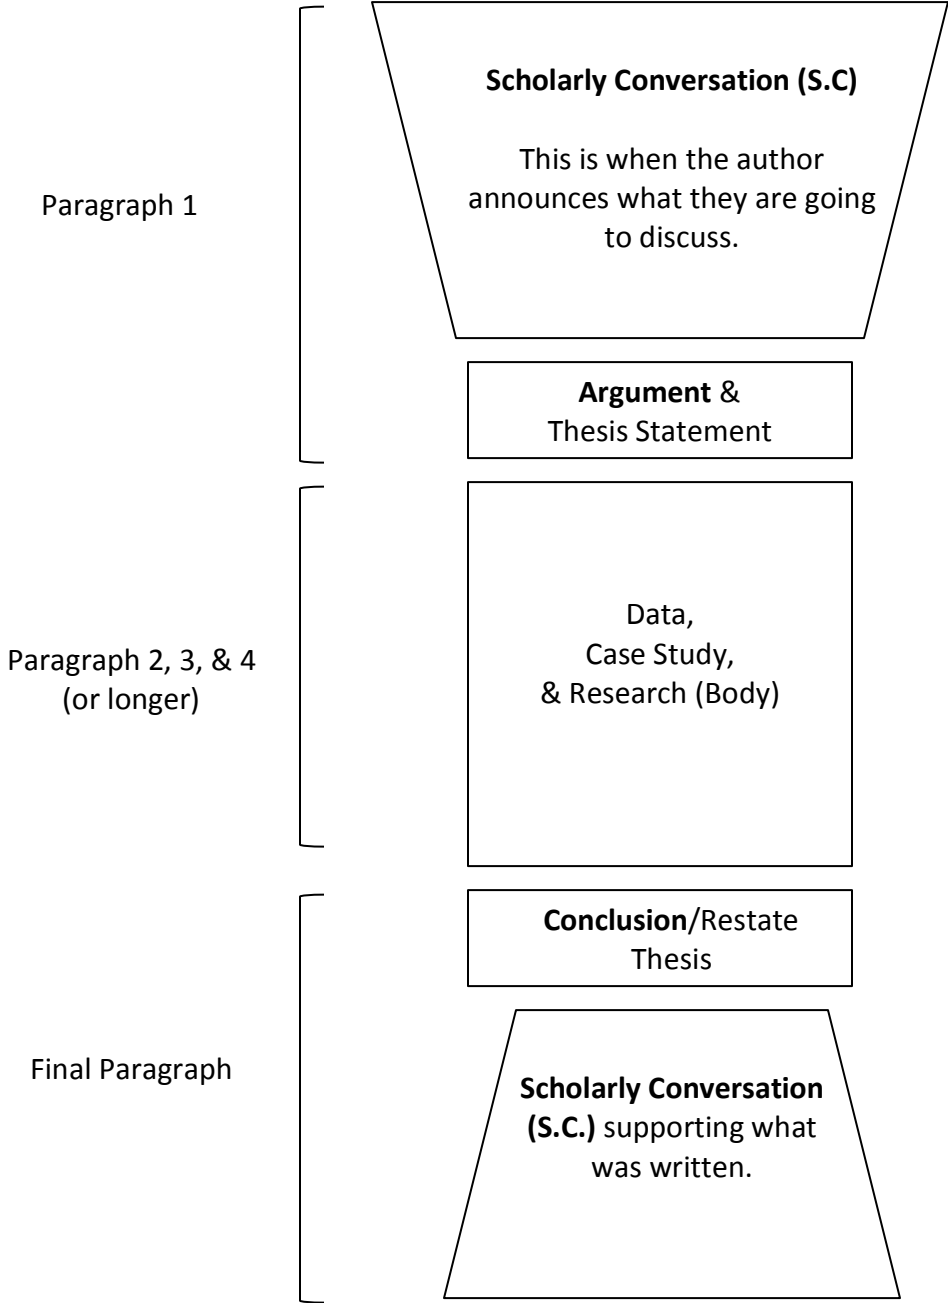 Paragraph 1
Scholarly Conversation (S.C)
This is when the author
announces what they are going
to discuss.
Argument &
Thesis Statement
Paragraph 2, 3, & 4
(or longer)
Data,
Case Study,
& Research (Body)
Final Paragraph
Conclusion/Restate
Thesis
Scholarly Conversation
(S.C.) supporting what
was written.